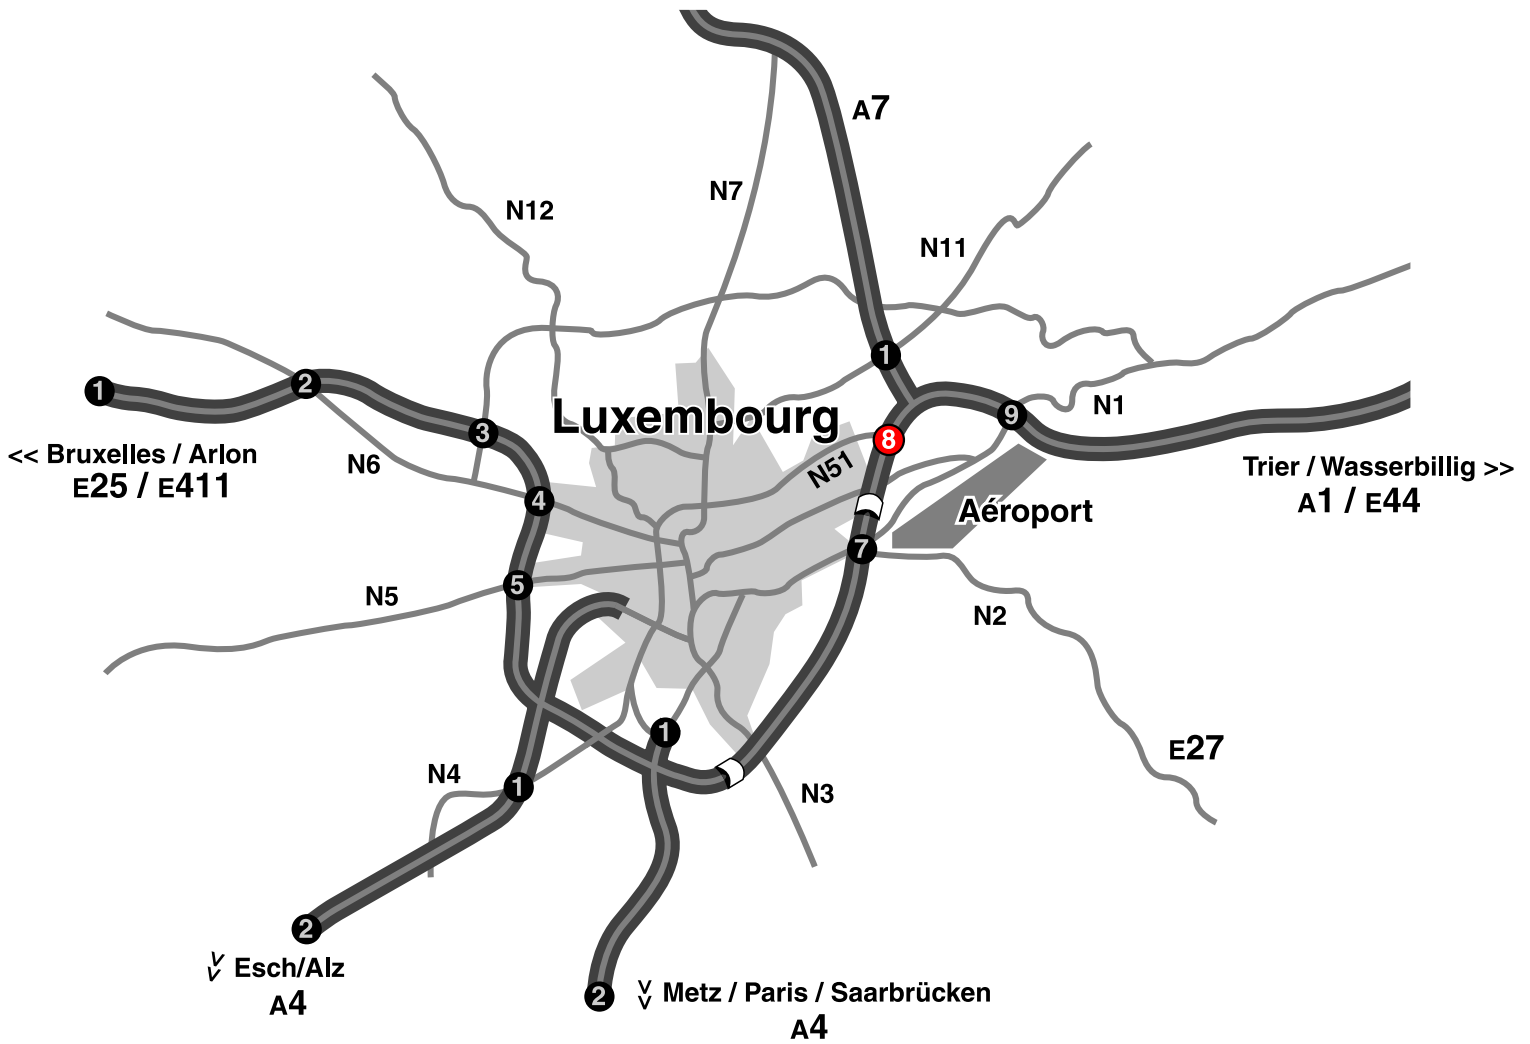 A7
N7
N12
N11
1
1
2
Luxembourg
N1
9
3
8
<< Bruxelles / Arlon
E25 / E411
N6
N51
Trier / Wasserbillig >>
A1 / E44
4
Aéroport
7
5
N5
N2
1
E27
N4
1
N3
2
>> Esch/Alz
A4
2
>> Metz / Paris / Saarbrücken
A4